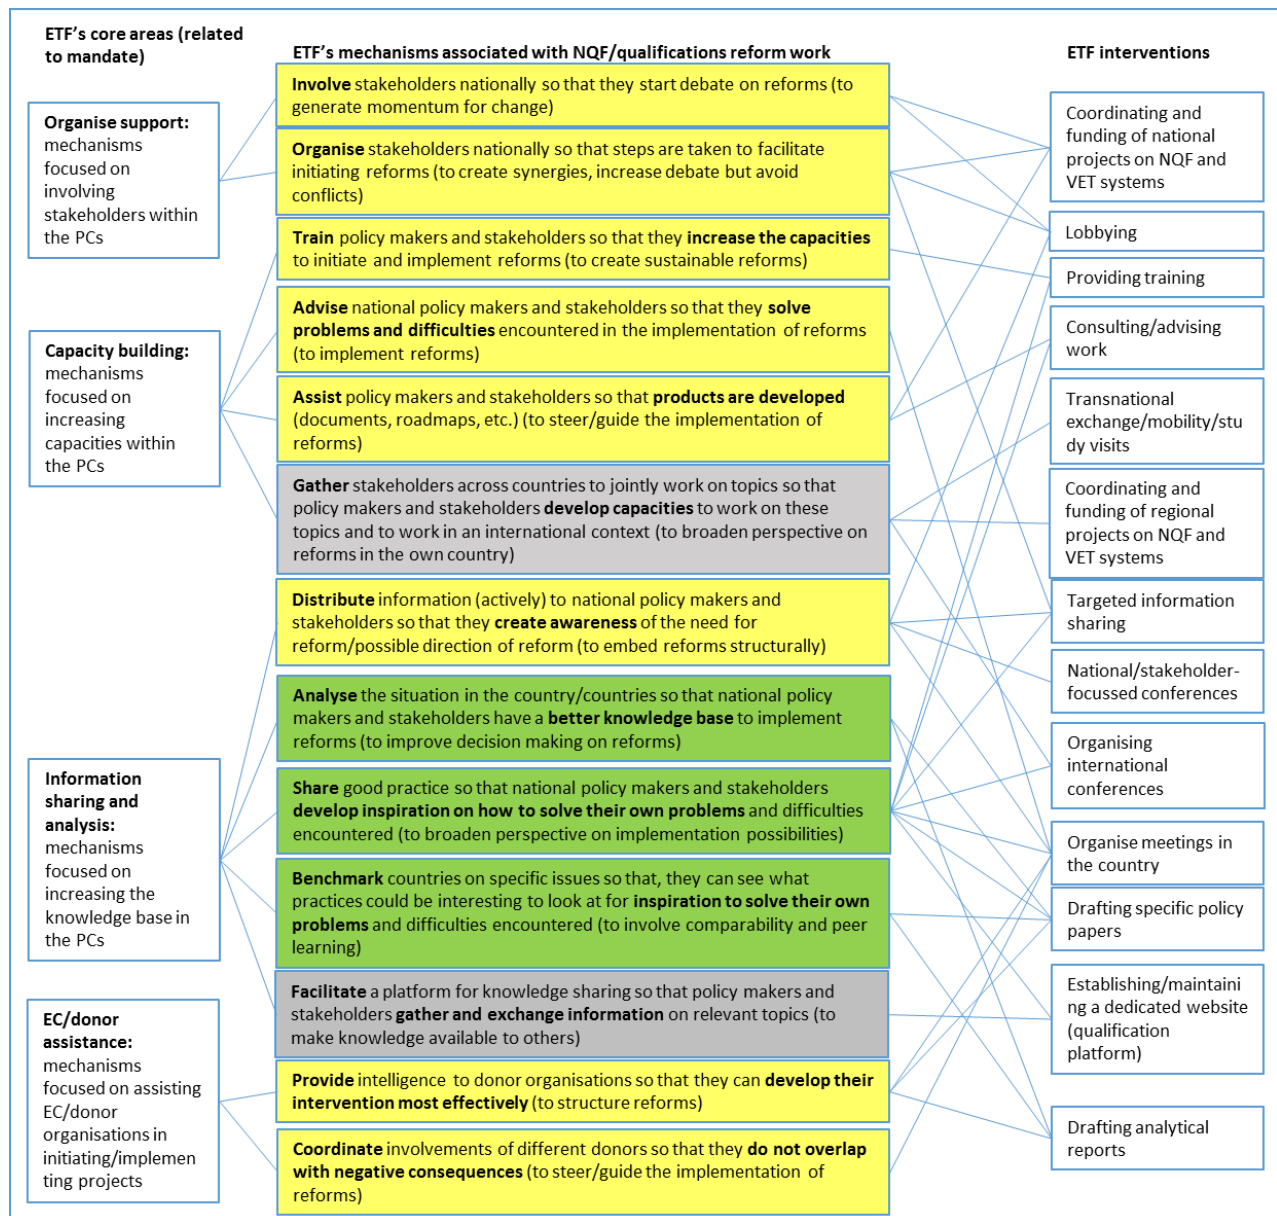 ETF's core areas (related
to mandate)
ETF's mechanisms associated with NQF/qualifications reform work
ETF interventions
Organise support:
mechanisms
focused on
involving
stakeholders within
the PCs
Capacity building:
mechanisms
focused on
increasing
capacities within
the PCs
Information
sharing and
analysis:
mechanisms
focused on
increasing the
knowledge base in
the PCs
EC/donor
assistance:
mechanisms
focused on assisting
EC/donor
organisations in
initiating/implemen
ting projects
Involve stakeholders nationally so that they start debate on reforms (to
generate momentum for change)
Organise stakeholders nationally so that steps are taken to facilitate
initiating reforms (to create synergies, increase debate but avoid
conflicts)
Train policy makers and stakeholders so that they increase the capacities
to initiate and implement reforms (to create sustainable reforms)
Advise national policy makers and stakeholders so that they solve
problems and difficulties encountered in the implementation of reforms
(to implement reforms)
Assist policy makers and stakeholders so that products are developed
(documents, roadmaps, etc.) (to steer/guide the implementation of
reforms)
Gather stakeholders across countries to jointly work on topics so that
policy makers and stakeholders develop capacities to work on these
topics and to work in an international context (to broaden perspective on
reforms in the own country)
Distribute information (actively) to national policy makers and
stakeholders so that they create awareness of the need for
reform/possible direction of reform (to embed reforms structurally)
Analyse the situation in the country/countries so that national policy
makers and stakeholders have a better knowledge base to implement
reforms (to improve decision making on reforms)
Share good practice so that national policy makers and stakeholders
develop inspiration on how to solve their own problems and difficulties
encountered (to broaden perspective on implementation possibilities)
Benchmark countries on specific issues so that, they can see what
practices could be interesting to look at for inspiration to solve their own
problems and difficulties encountered (to involve comparability and peer
learning)
Facilitate a platform for knowledge sharing so that policy makers and
stakeholders gather and exchange information on relevant topics (to
make knowledge available to others)
Provide intelligence to donor organisations so that they can develop their
intervention most effectively (to structure reforms)
Coordinate involvements of different donors so that they do not overlap
with negative consequences (to steer/guide the implementation of
reforms)
Coordinating and
funding of national
projects on NQF and
VET systems
Lobbying
Providing training
Consulting/advising
work
Transnational
exchange/mobility/stu
dy visits
Coordinating and
funding of regional
projects on NQF and
VET systems
Targeted information
sharing
National/stakeholder-
focussed conferences
Organising
international
conferences
Organise meetings in
the country
Drafting specific policy
papers
Establishing/maintaini
ng a dedicated website
(qualification
platform)
Drafting analytical
reports